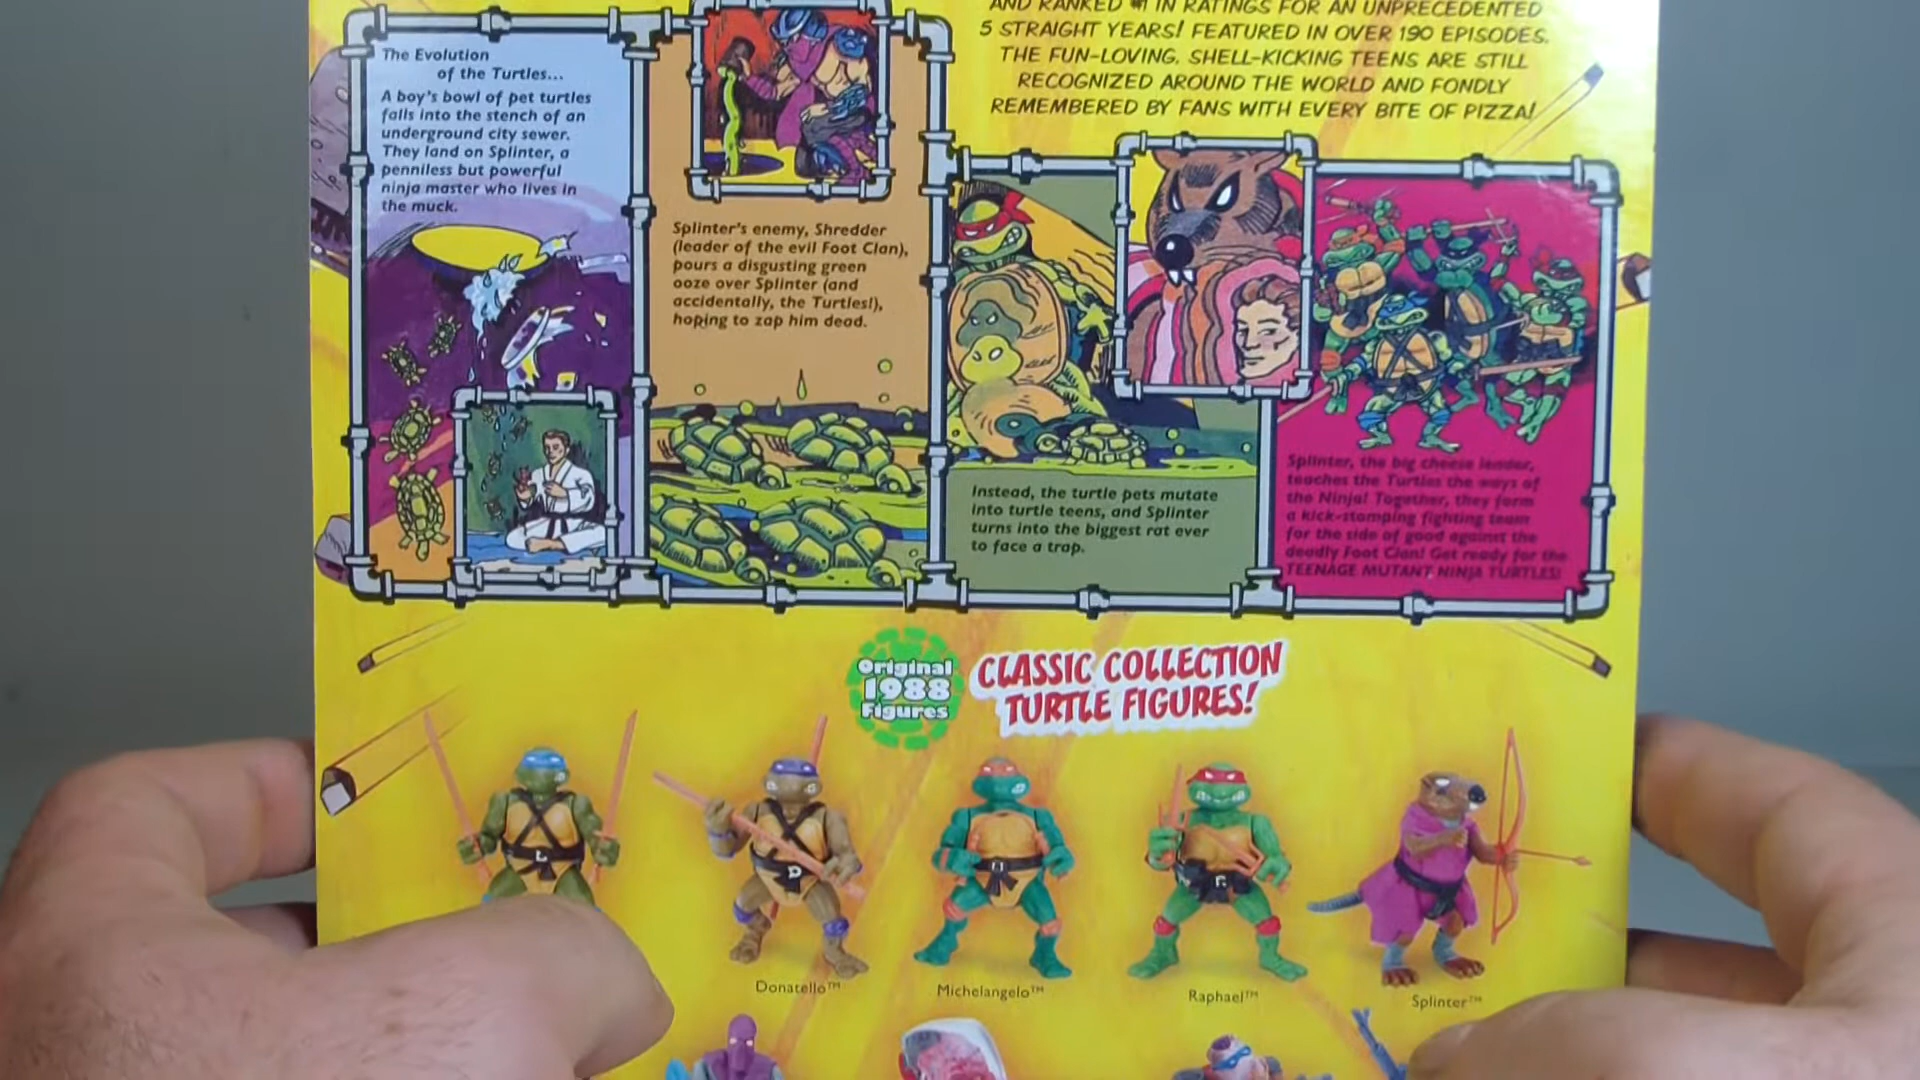 The Evolution
of the Turtles...
A boy's bowl of pet turtles
falls into the stench of an
underground city sewer.
They land on Splinter, a
penniless but powerful
ninja master who lives in
the muck.
Splinter's enemy, Shredder
(leader of the evil Foot Clan),
pours a disgusting green
ooze over Splinter (and
accidentally, the Turtles!),
hoping to zap him dead.
AND RANKED #1 IN RATINGS FOR AN UNPRECEDENTED
5 STRAIGHT YEARS! FEATURED IN OVER 190 EPISODES.
THE FUN-LOVING, SHELL-KICKING TEENS ARE STILL
RECOGNIZED AROUND THE WORLD AND FONDLY
REMEMBERED BY FANS WITH EVERY BITE OF PIZZA!
Instead, the turtle pets mutate
into turtle teens, and Splinter
turns into the biggest rat ever
to face a trap.
Splinter, the big cheese leader,
teaches the Turtles the ways of
the Ninja! Together, they form
a kick-stomping fighting team
for the side of good against the
deadly Foot Clan! Get ready for the
TEENAGE MUTANT NINJA TURTLES!
Original
1988
Figures
CLASSIC COLLECTION
TURTLE FIGURES!
L
D
M
R
Donatello™
Michelangelo™
Raphael™
Splinter™